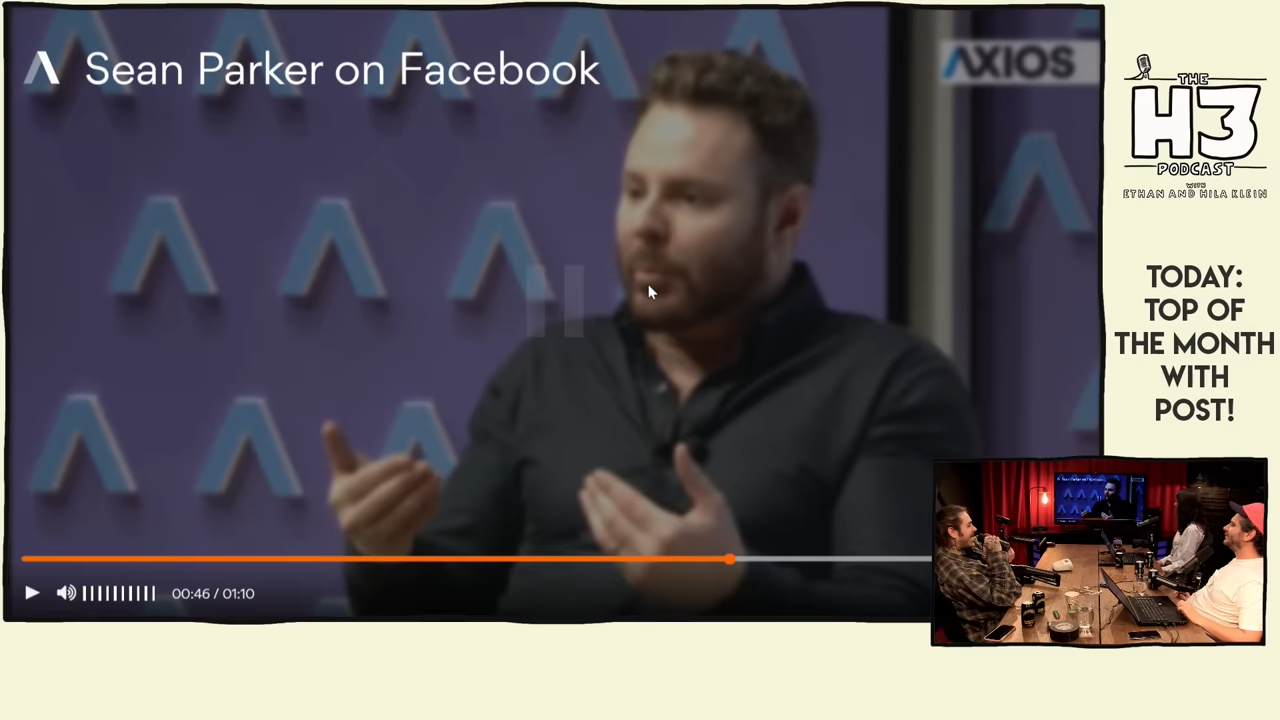 Sean Parker on Facebook
AXIOS
00:46 / 01:10
THE
H3
PODCAST
WITH
ETHAN AND HILA KLEIN
TODAY:
TOP OF
THE MONTH
WITH
POST!